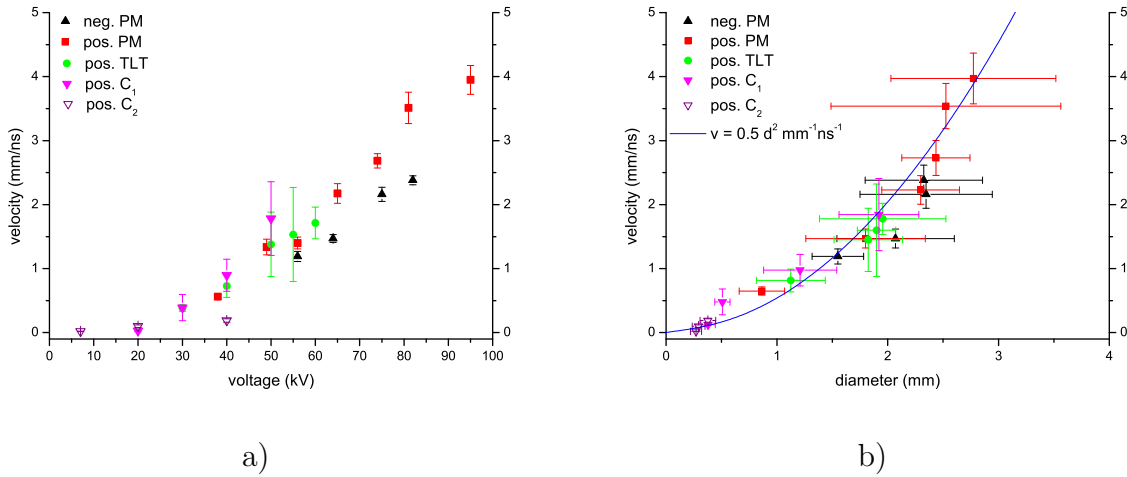 neg. PM
pos. PM
pos. TLT
pos. C₁
pos. C₂
velocity (mm/ns)
5
4
3
2
1
0
5
4
3
2
1
0
0 10 20 30 40 50 60 70 80 90 100
voltage (kV)
a)
neg. PM
pos. PM
pos. TLT
pos. C₁
pos. C₂
v = 0.5 d² mm⁻¹ns⁻¹
velocity (mm/ns)
5
4
3
2
1
0
5
4
3
2
1
0
0 1 2 3 4
diameter (mm)
b)